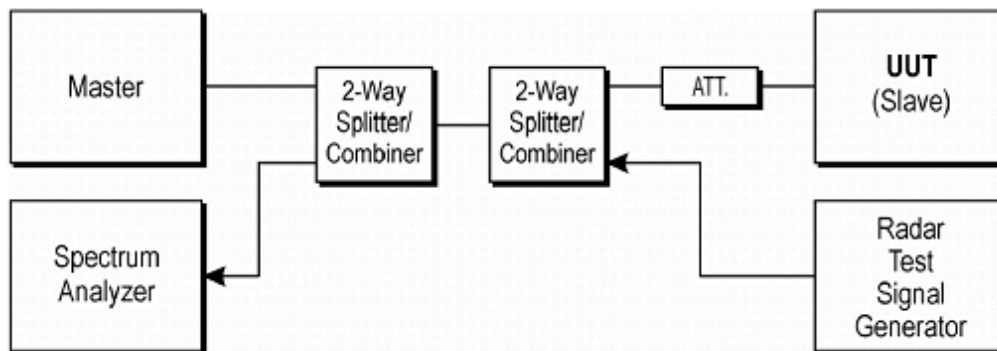 Master
2-Way
Splitter/
Combiner
2-Way
Splitter/
Combiner
ATT.
UUT
(Slave)
Spectrum
Analyzer
Radar
Test
Signal
Generator